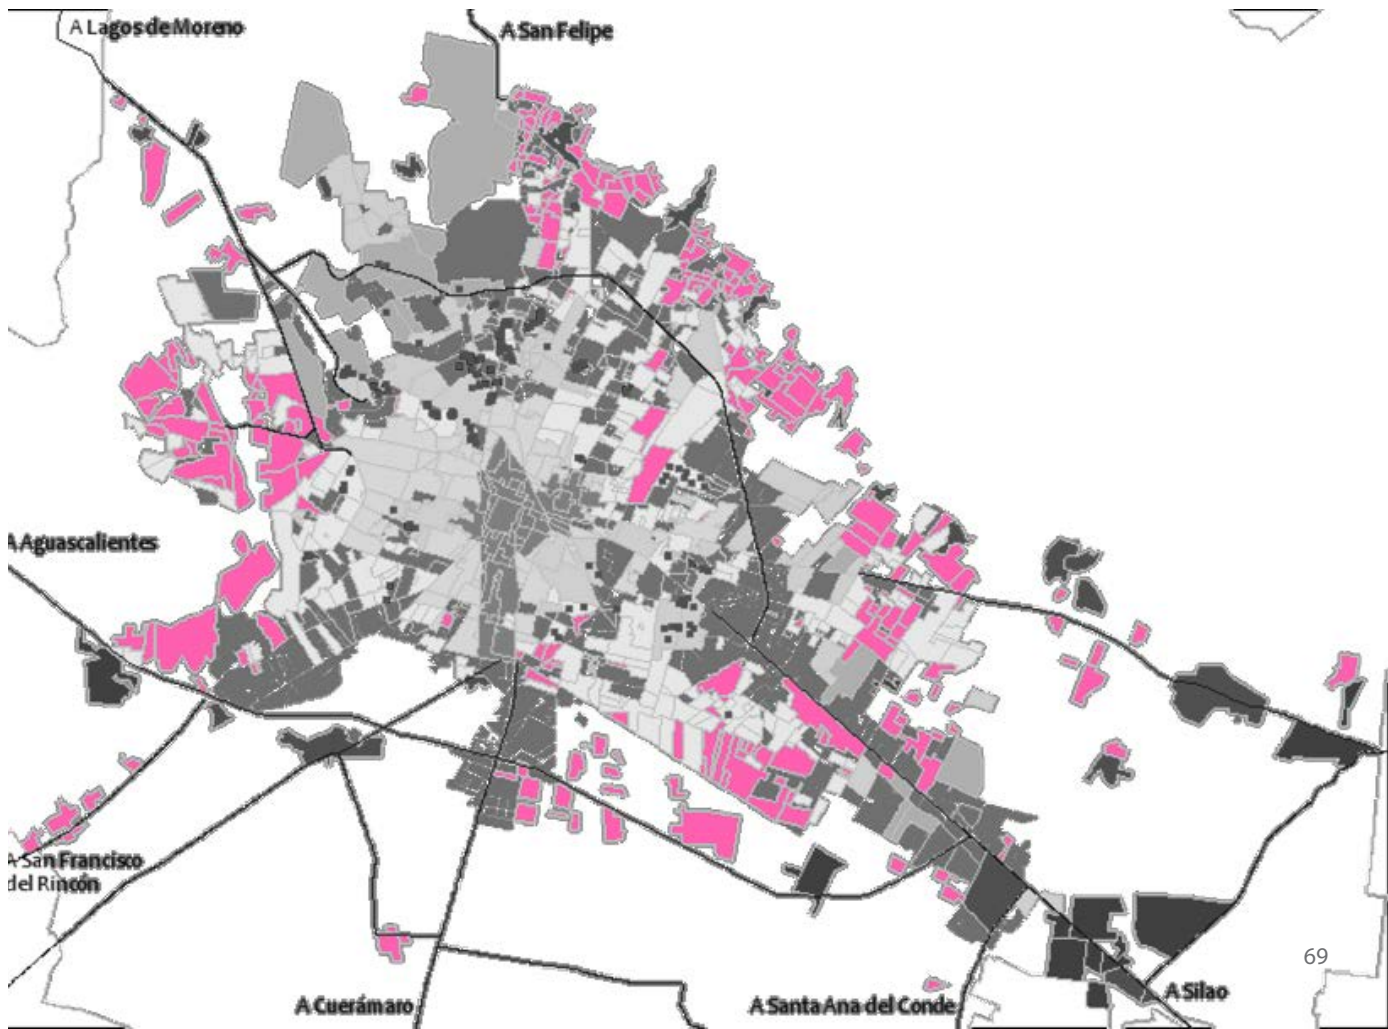 A Lagos de Moreno
A San Felipe
A Aguascalientes
A San Francisco
del Rincón
69
A Silao
A Cuerámaro
A Santa Ana del Conde